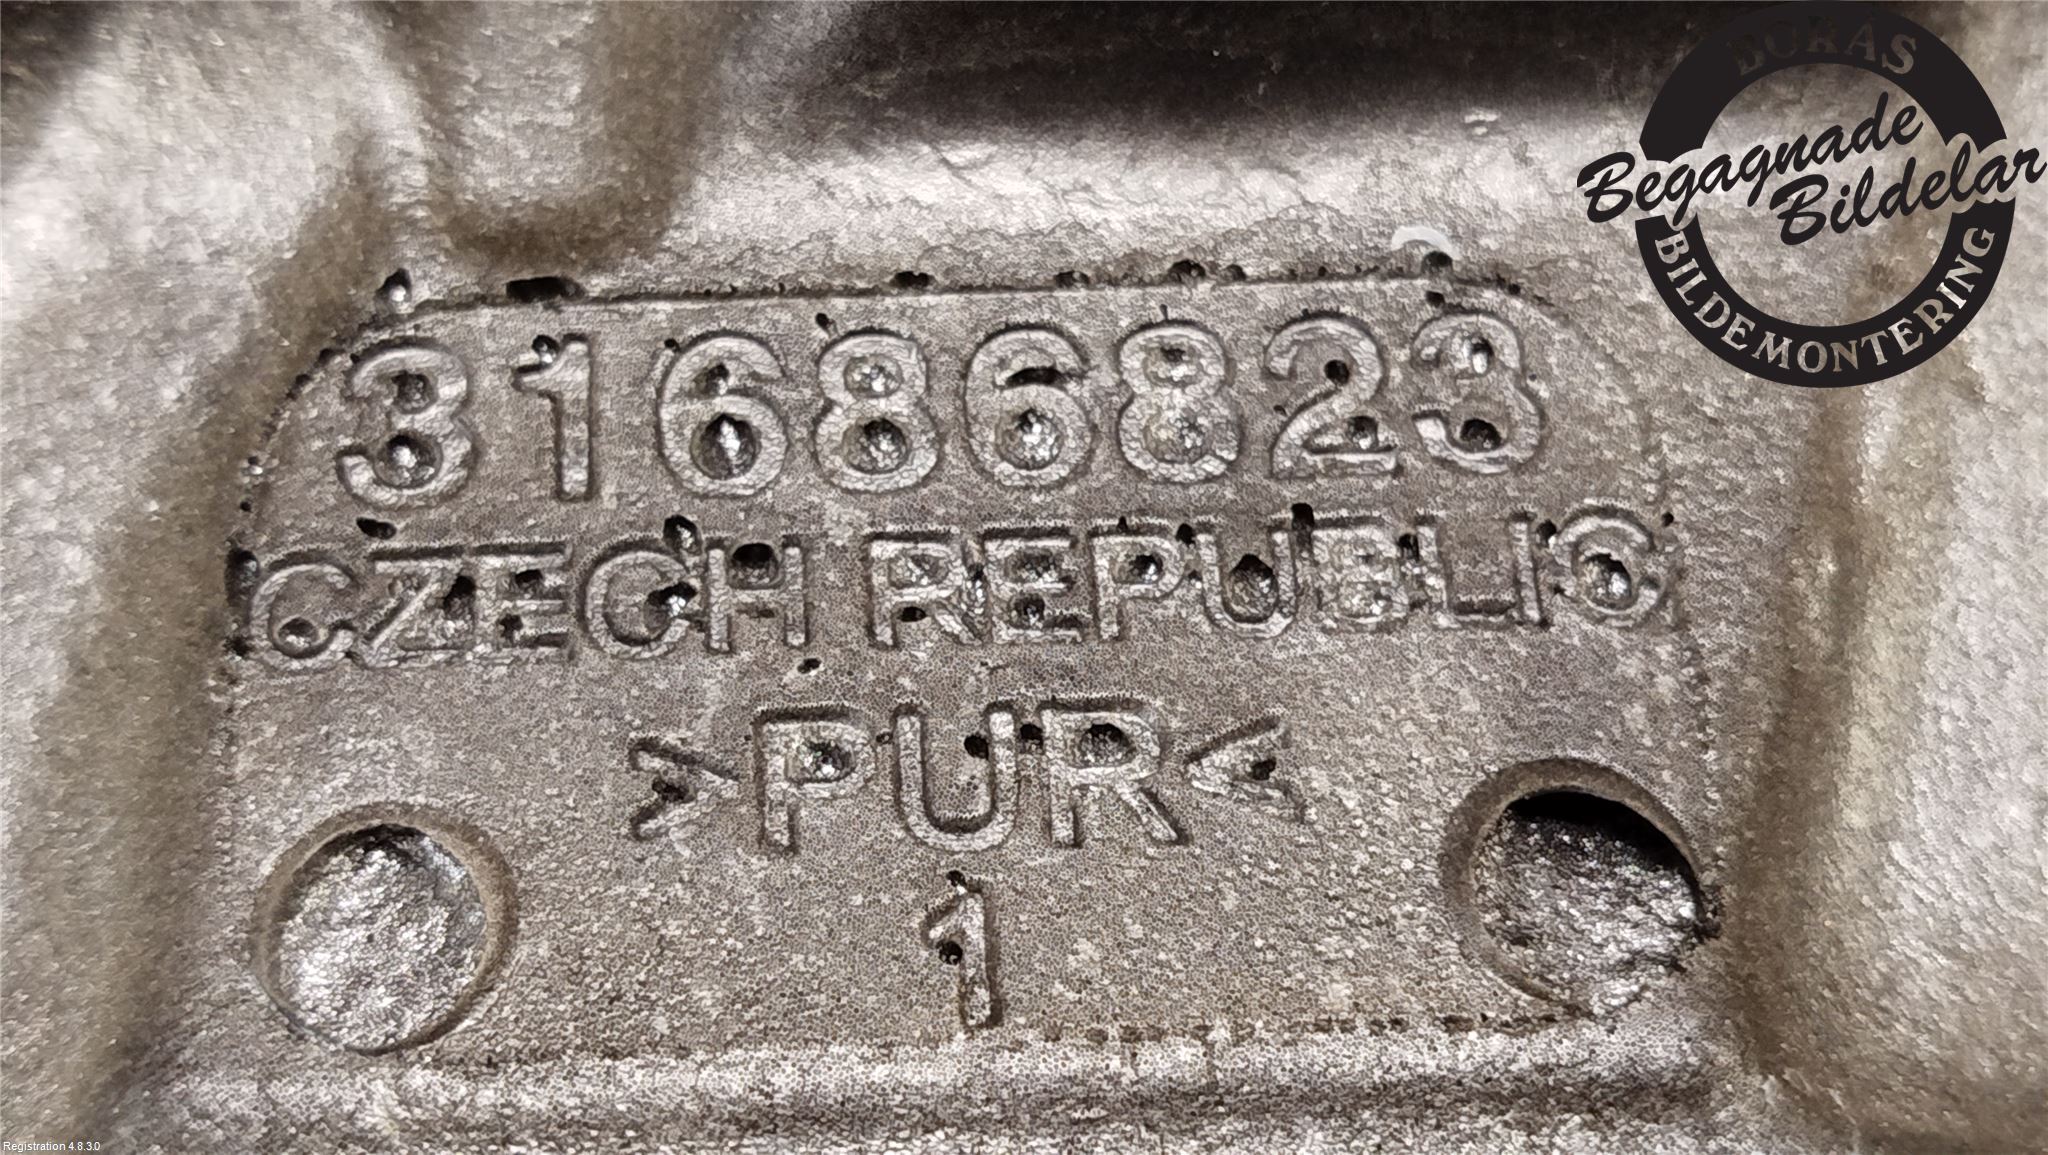 31686823
CZECH REPUBLIC
>PUR<
1
BORÅS
Begagnade
Bildelar
BILDEMONTERING
Registration 4.8.3.0